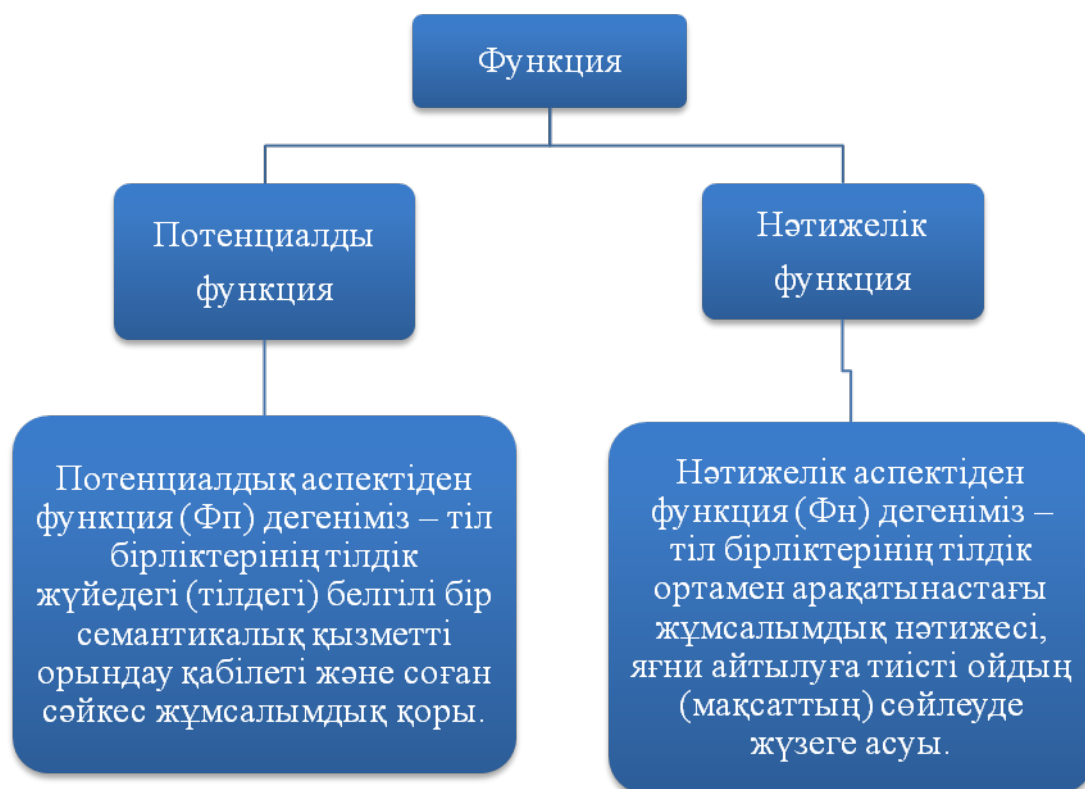 Функция
Потенциалды
функция
Нәтижелік
функция
Потенциалдық аспектіден
функция (Фп) дегеніміз – тіл
бірліктерінің тілдік
жүйедегі (тілдегі) белгілі бір
семантикалық қызметті
орындау қабілеті және соған
сәйкес жұмсалымдық қоры.
Нәтижелік аспектіден
функция (Фн) дегеніміз –
тіл бірліктерінің тілдік
ортамен арақатынастағы
жұмсалымдық нәтижесі,
яғни айтылуға тиісті ойдың
(мақсаттың) сөйлеуде
жүзеге асуы.